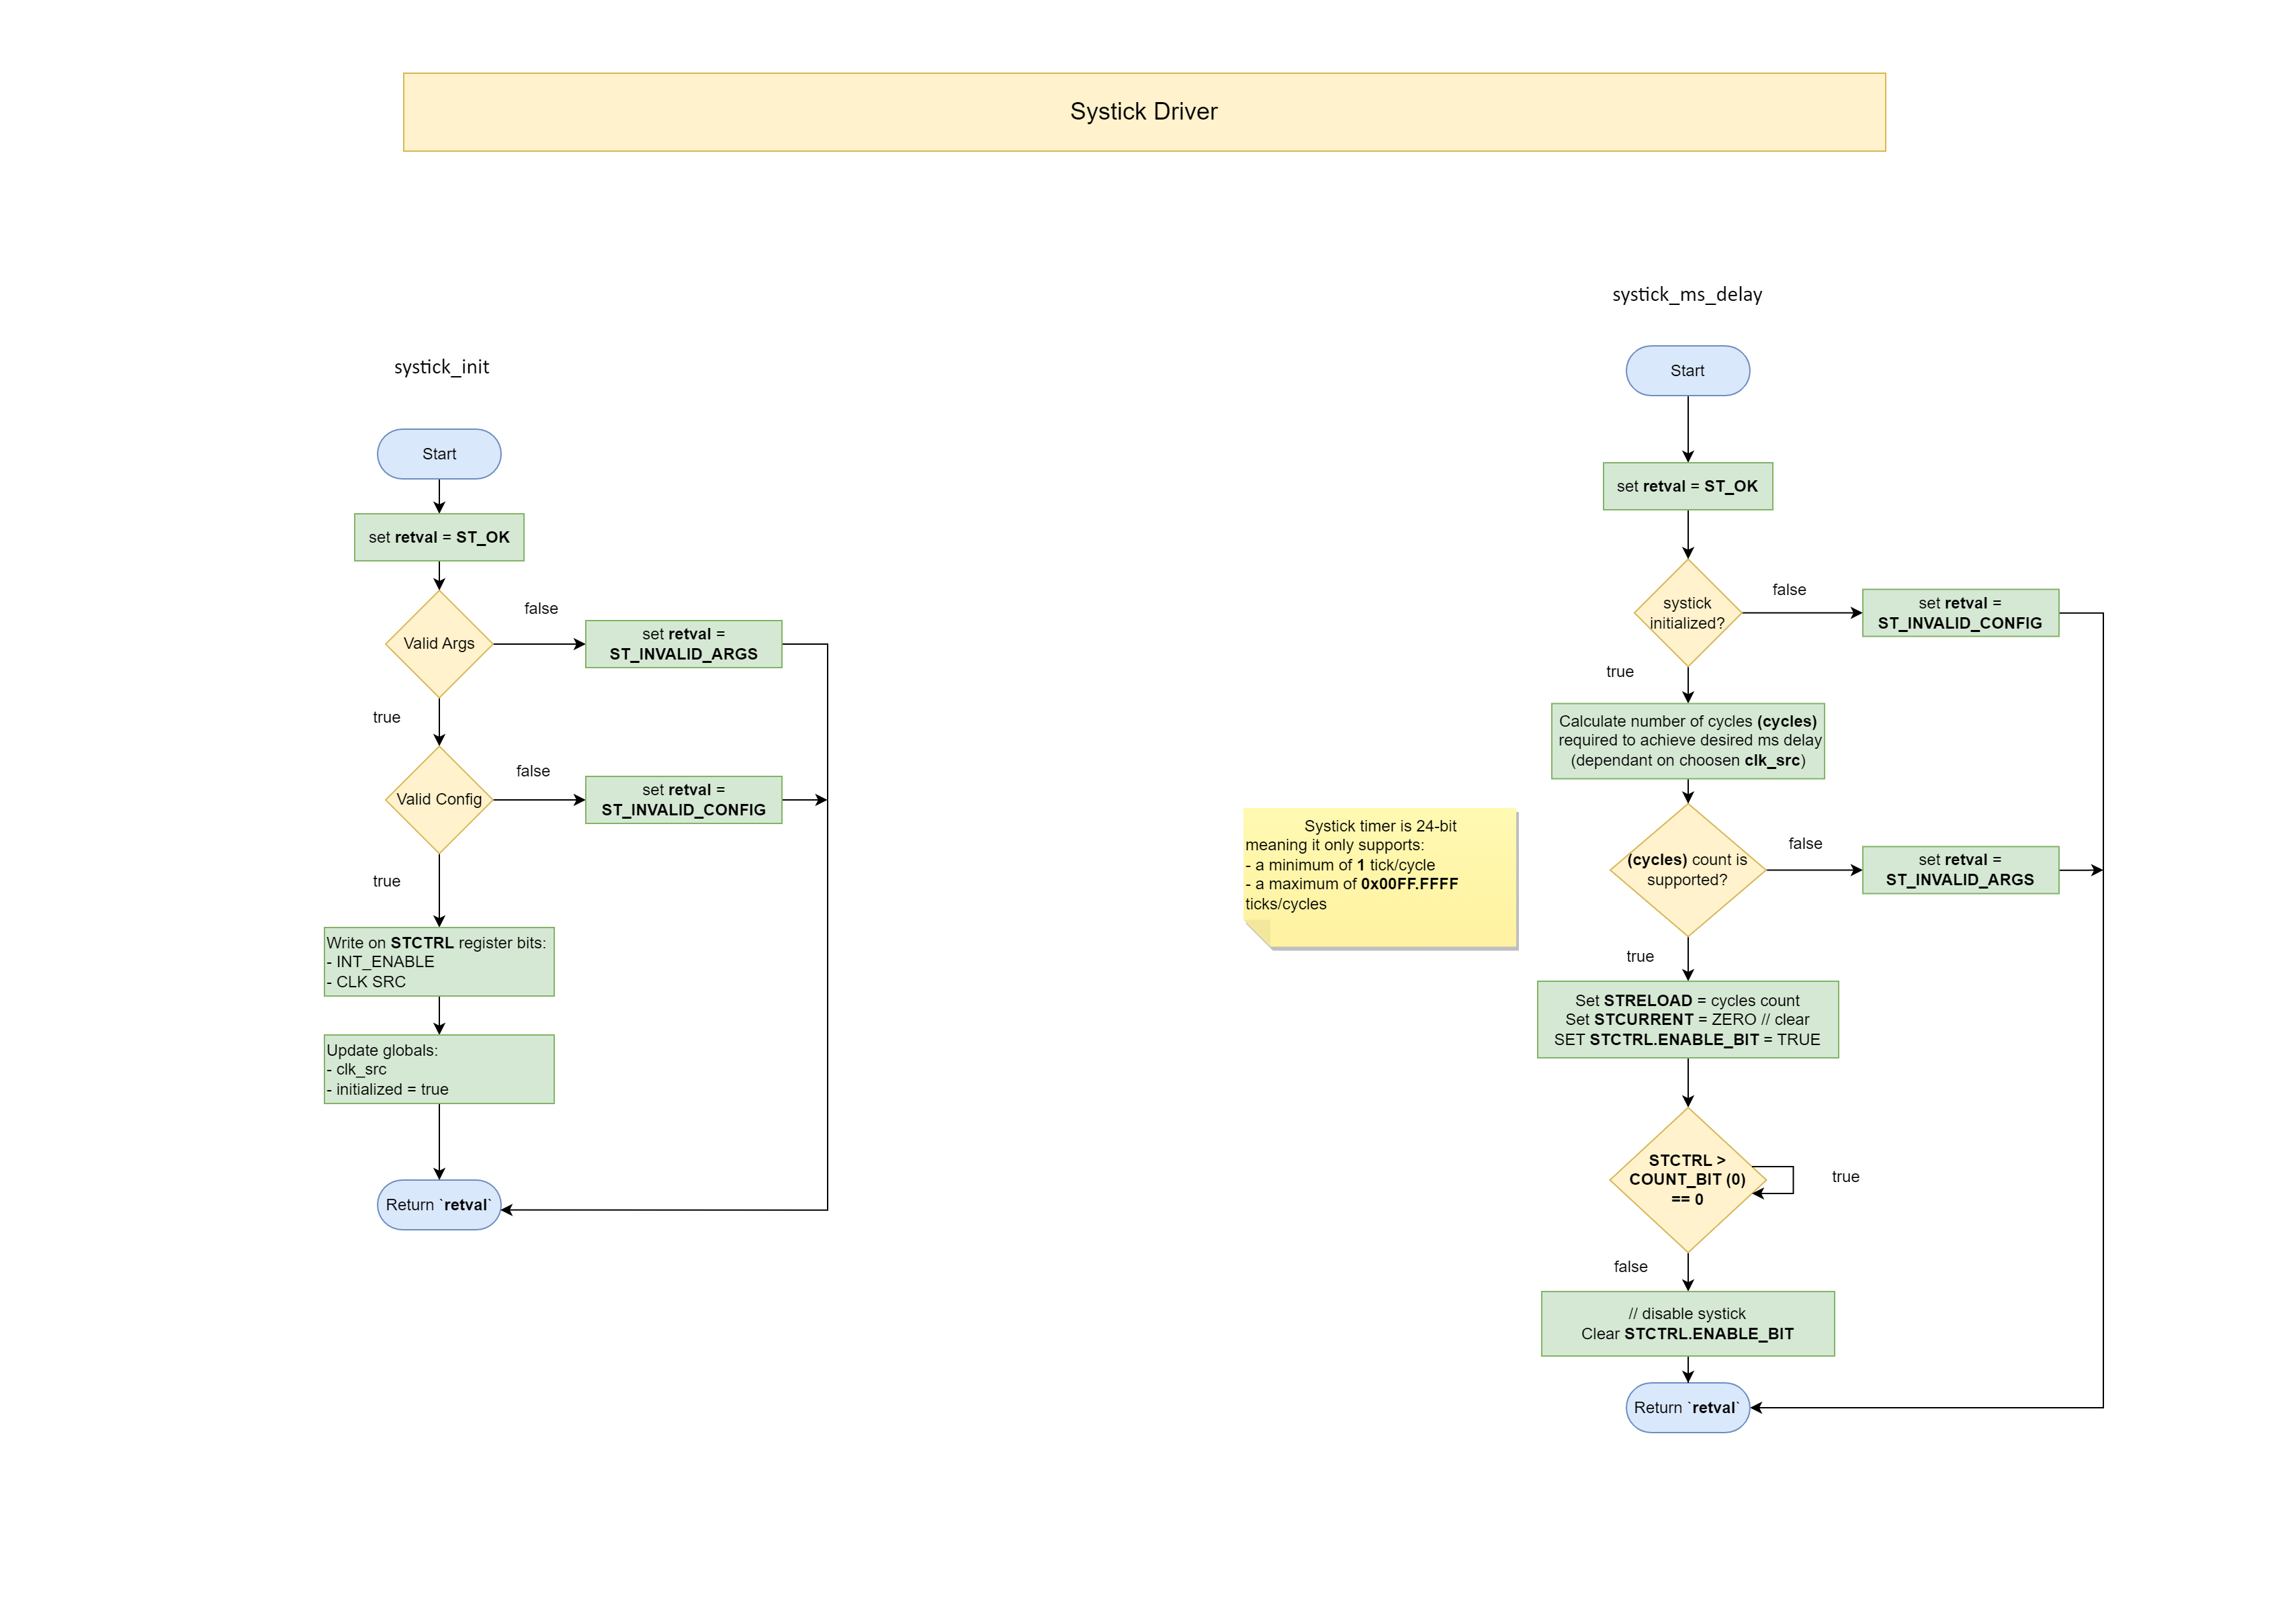 Systick Driver
systick_init
Start
set retval = ST_OK
Valid Args
false
set retval =
ST_INVALID_ARGS
true
Valid Config
false
set retval =
ST_INVALID_CONFIG
true
Write on STCTRL register bits:
- INT_ENABLE
- CLK SRC
Update globals:
- clk_src
- initialized = true
Return `retval`
systick_ms_delay
Start
set retval = ST_OK
systick
initialized?
false
set retval =
ST_INVALID_CONFIG
true
Calculate number of cycles (cycles)
required to achieve desired ms delay
(dependant on choosen clk_src)
Systick timer is 24-bit
meaning it only supports:
- a minimum of 1 tick/cycle
- a maximum of 0x00FF.FFFF
ticks/cycles
(cycles) count is
supported?
false
set retval =
ST_INVALID_ARGS
true
Set STRELOAD = cycles count
Set STCURRENT = ZERO // clear
SET STCTRL.ENABLE_BIT = TRUE
STCTRL >
COUNT_BIT (0)
== 0
true
false
// disable systick
Clear STCTRL.ENABLE_BIT
Return `retval`